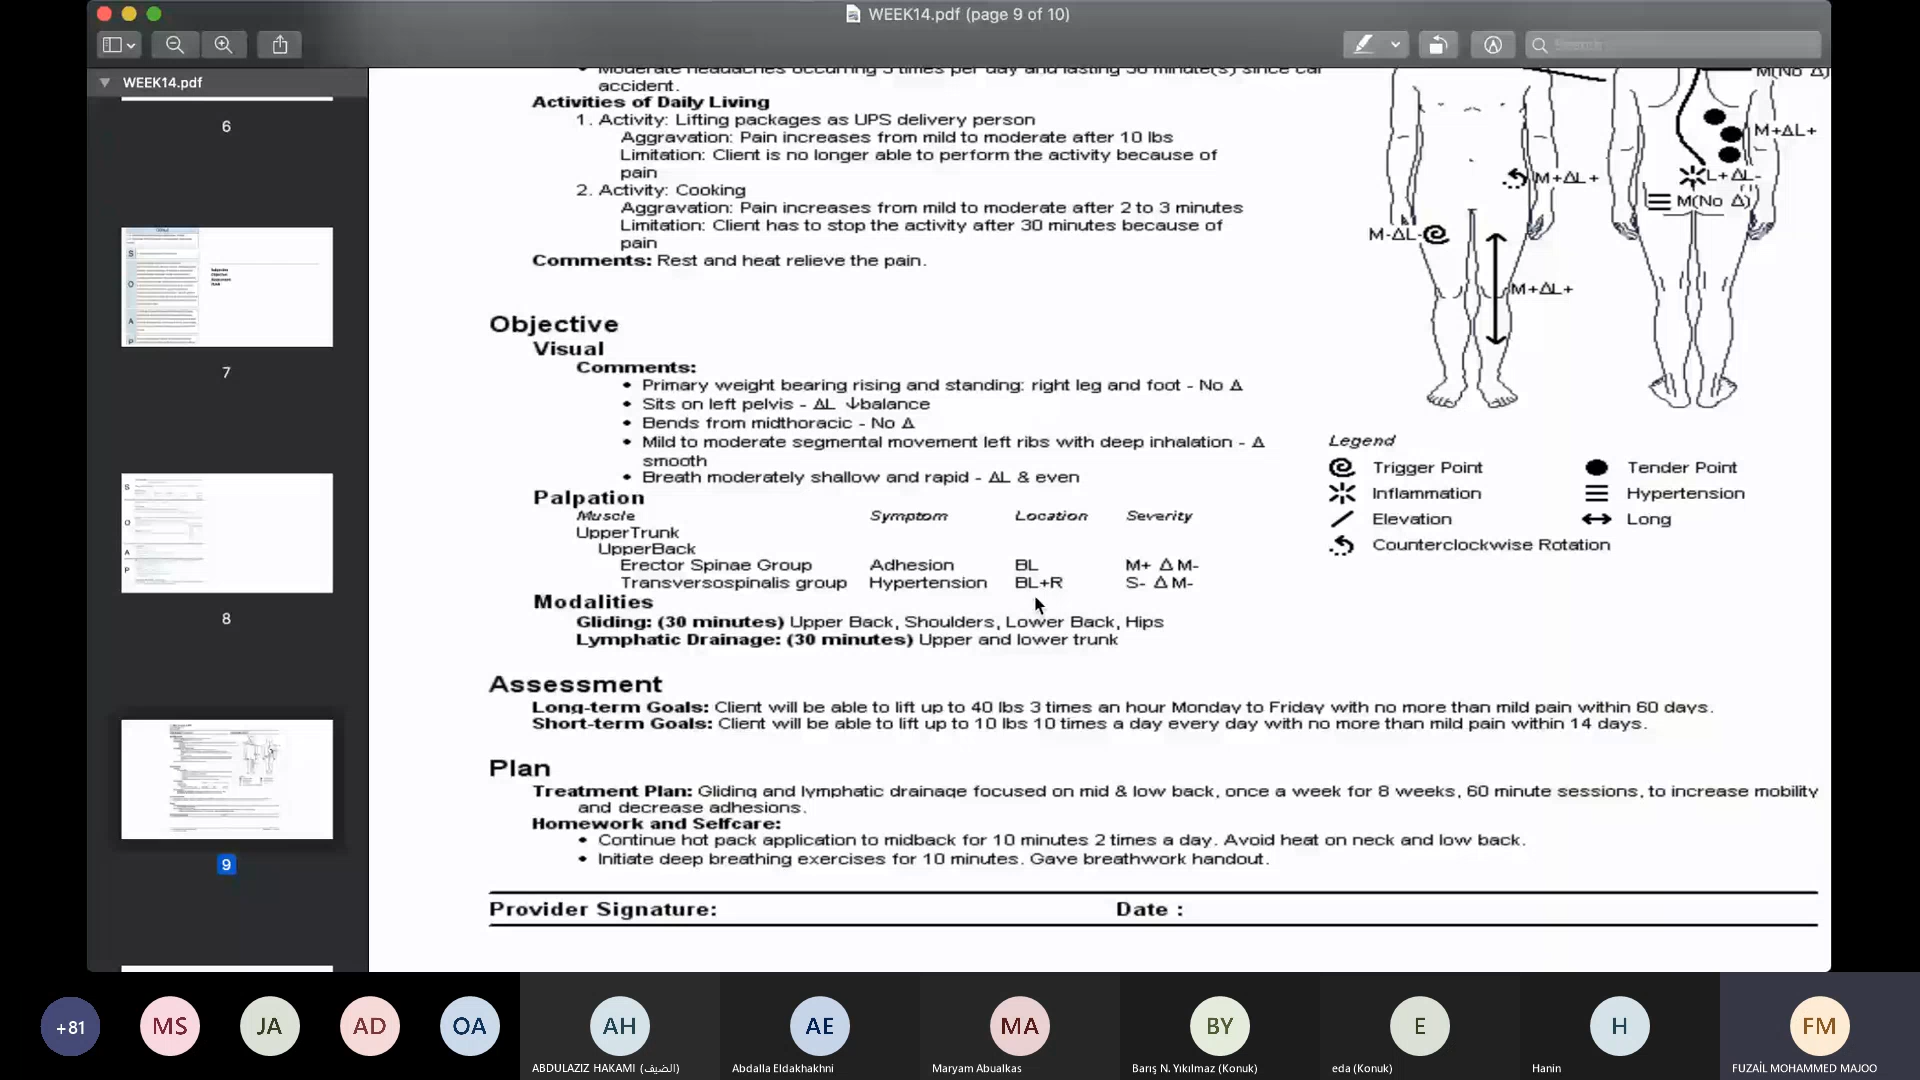 WEEK14.pdf (page 9 of 10)
Search
WEEK14.pdf
6
7
8
9
• Moderate headaches occurring 3 times per day and lasting 30 minute(s) since car
accident.
Activities of Daily Living
1. Activity: Lifting packages as UPS delivery person
Aggravation: Pain increases from mild to moderate after 10 lbs
Limitation: Client is no longer able to perform the activity because of
pain
2. Activity: Cooking
Aggravation: Pain increases from mild to moderate after 2 to 3 minutes
Limitation: Client has to stop the activity after 30 minutes because of
pain
Comments: Rest and heat relieve the pain.
M(No Δ)
M+ΔL+
M+ΔL+
L+ΔL-
M(No Δ)
M-ΔL-
M+ΔL+
Objective
Visual
Comments:
• Primary weight bearing rising and standing: right leg and foot - No Δ
• Sits on left pelvis - ΔL ↓balance
• Bends from midthoracic - No Δ
• Mild to moderate segmental movement left ribs with deep inhalation - Δ
smooth
• Breath moderately shallow and rapid - ΔL & even
Legend
Trigger Point Tender Point
Inflammation Hypertension
Elevation Long
Counterclockwise Rotation
Palpation
Muscle Symptom Location Severity
UpperTrunk
UpperBack
Erector Spinae Group Adhesion BL M+ Δ M-
Transversospinalis group Hypertension BL+R S- Δ M-
Modalities
Gliding: (30 minutes) Upper Back, Shoulders, Lower Back, Hips
Lymphatic Drainage: (30 minutes) Upper and lower trunk
Assessment
Long-term Goals: Client will be able to lift up to 40 lbs 3 times an hour Monday to Friday with no more than mild pain within 60 days.
Short-term Goals: Client will be able to lift up to 10 lbs 10 times a day every day with no more than mild pain within 14 days.
Plan
Treatment Plan: Gliding and lymphatic drainage focused on mid & low back, once a week for 8 weeks, 60 minute sessions, to increase mobility
and decrease adhesions.
Homework and Selfcare:
• Continue hot pack application to midback for 10 minutes 2 times a day. Avoid heat on neck and low back.
• Initiate deep breathing exercises for 10 minutes. Gave breathwork handout.
Provider Signature: Date :
+81 MS JA AD OA AH AE MA BY E H FM
ABDULAZIZ HAKAMI (الضيف) Abdalla Eldakhakhni Maryam Abualkas Barış N. Yıkılmaz (Konuk) eda (Konuk) Hanin FUZAİL MOHAMMED MAJOO